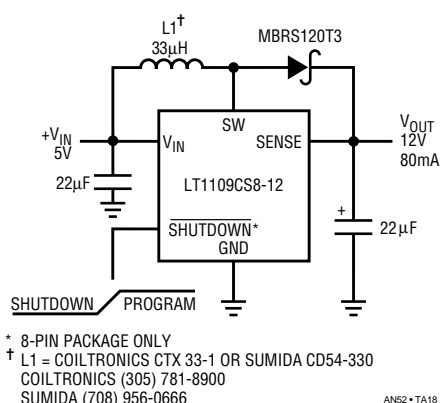 L1†
33µH
MBRS120T3
+VIN
5V
VIN
SW
SENSE
VOUT
12V
80mA
22µF
LT1109CS8-12
+
22µF
SHUTDOWN*
GND
SHUTDOWN
PROGRAM
* 8-PIN PACKAGE ONLY
† L1 = COILTRONICS CTX 33-1 OR SUMIDA CD54-330
COILTRONICS (305) 781-8900
SUMIDA (708) 956-0666
AN52 • TA18